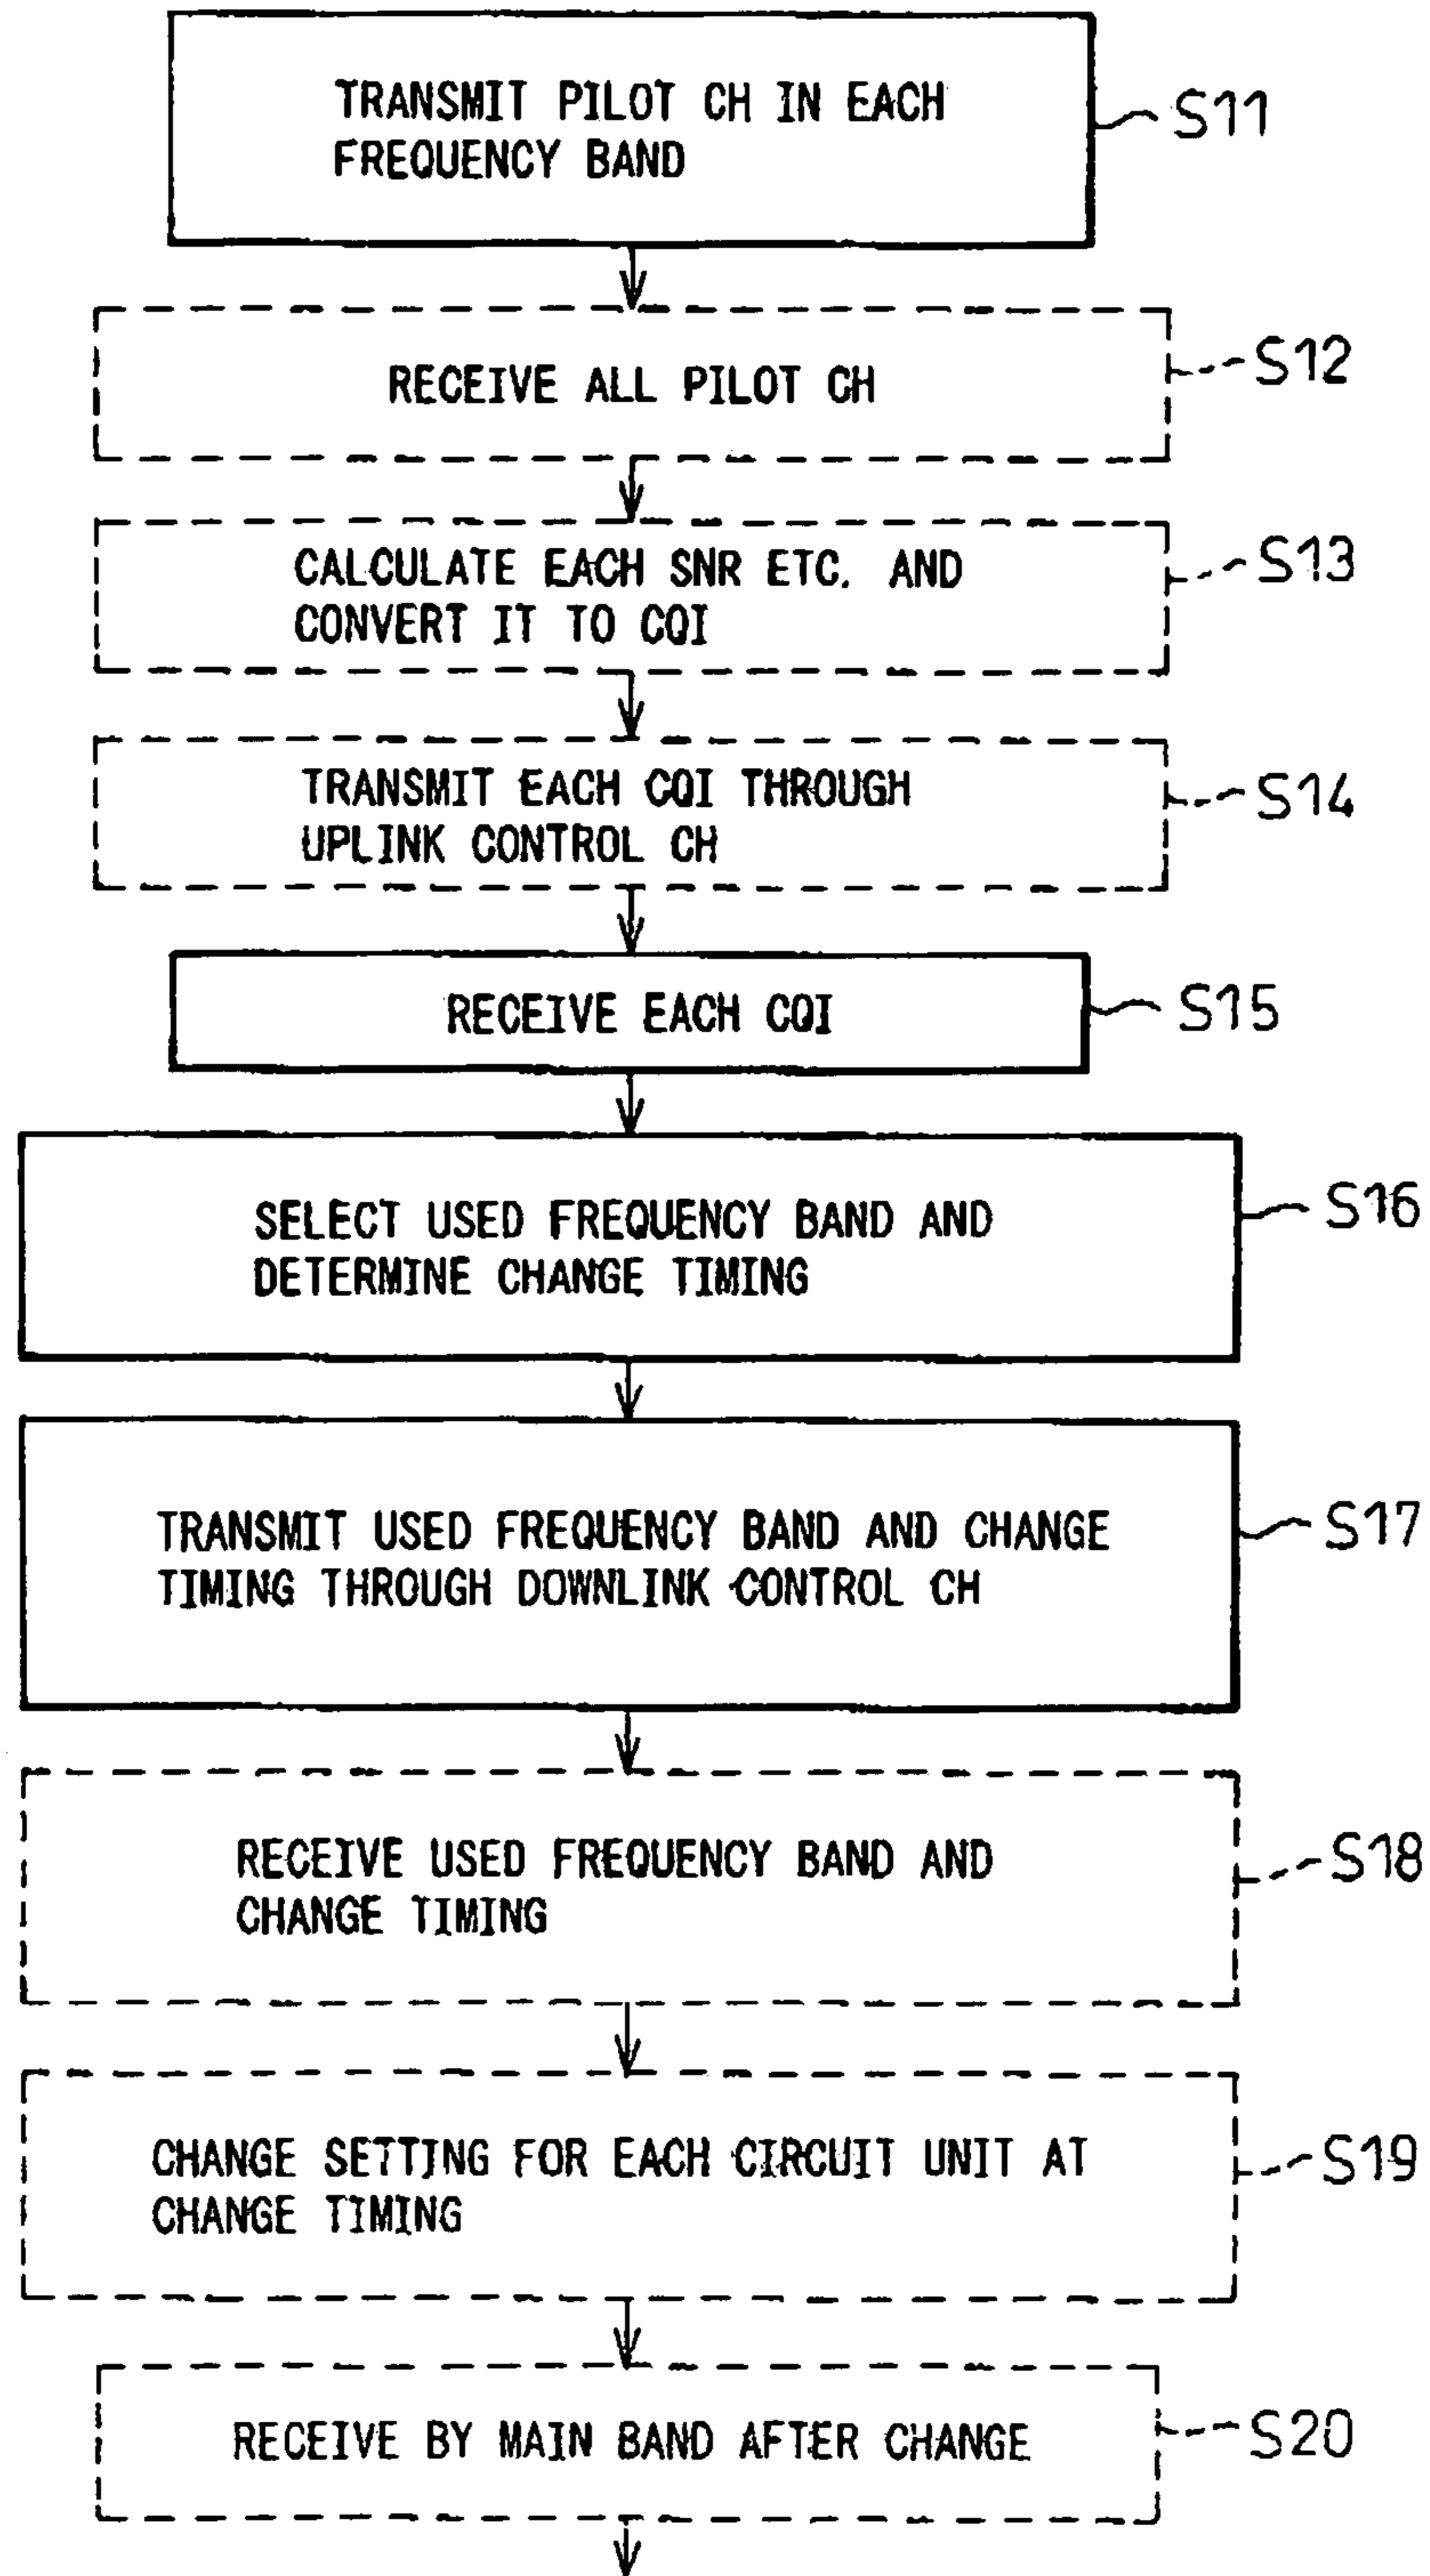 TRANSMIT PILOT CH IN EACH
FREQUENCY BAND
S11
RECEIVE ALL PILOT CH
S12
CALCULATE EACH SNR ETC. AND
CONVERT IT TO CQI
S13
TRANSMIT EACH CQI THROUGH
UPLINK CONTROL CH
S14
RECEIVE EACH CQI
S15
SELECT USED FREQUENCY BAND AND
DETERMINE CHANGE TIMING
S16
TRANSMIT USED FREQUENCY BAND AND CHANGE
TIMING THROUGH DOWNLINK CONTROL CH
S17
RECEIVE USED FREQUENCY BAND AND
CHANGE TIMING
S18
CHANGE SETTING FOR EACH CIRCUIT UNIT AT
CHANGE TIMING
S19
RECEIVE BY MAIN BAND AFTER CHANGE
S20